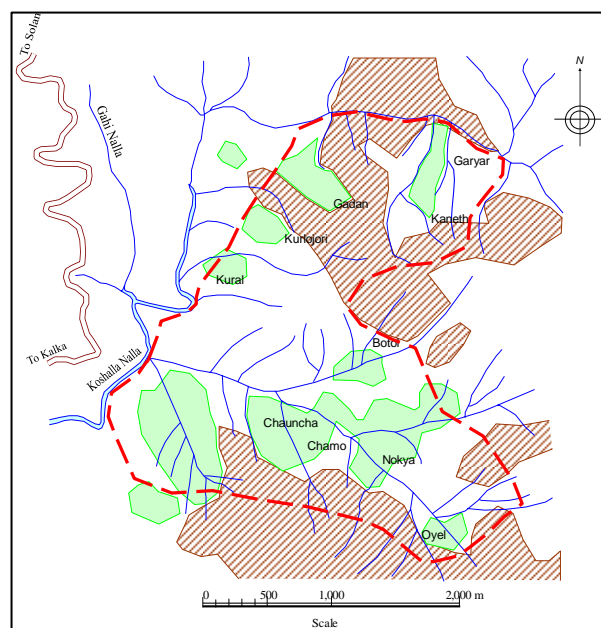 To Solan
N
Gahi Nalla
Garyar
Gadan
Kaneth
Kurlojori
Kural
Botol
To Kalka
Koshalla Nalla
Chauncha
Chamo
Nokya
Oyel
0 500 1,000 2,000 m
Scale